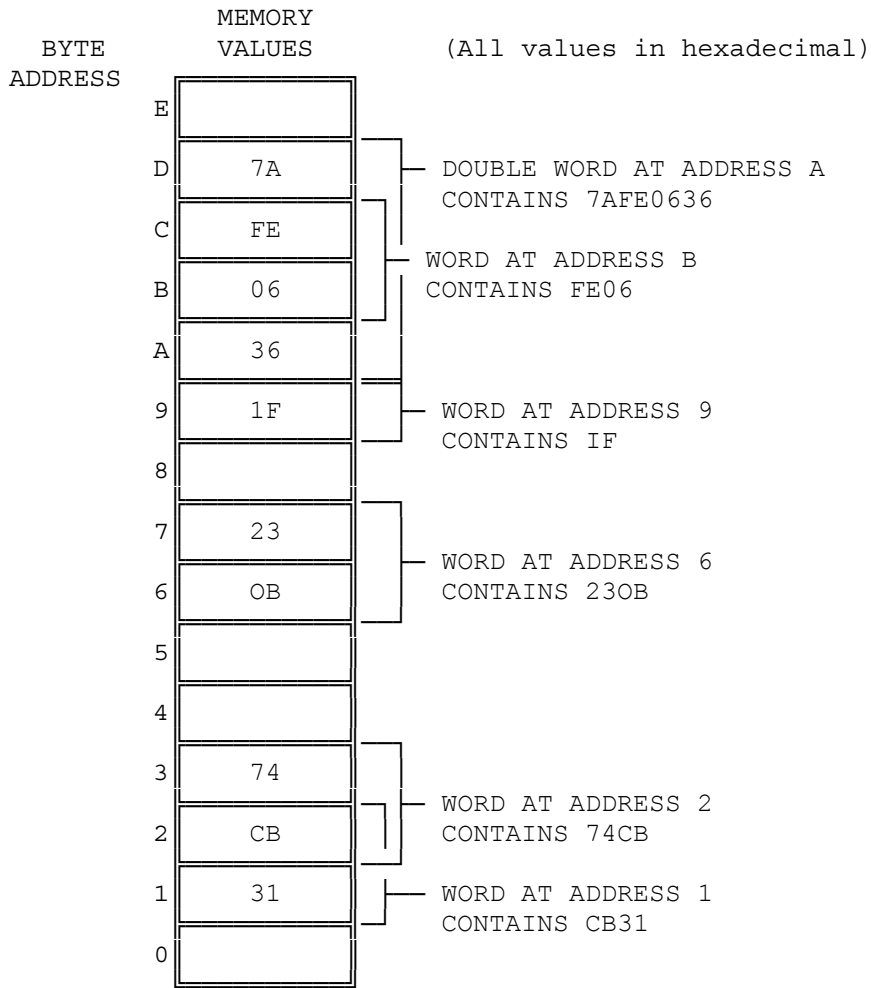 MEMORY
BYTE VALUES (All values in hexadecimal)
ADDRESS
E
D 7A DOUBLE WORD AT ADDRESS A
CONTAINS 7AFE0636
C FE
WORD AT ADDRESS B
B 06 CONTAINS FE06
A 36
9 1F WORD AT ADDRESS 9
CONTAINS IF
8
7 23
WORD AT ADDRESS 6
6 OB CONTAINS 23OB
5
4
3 74
WORD AT ADDRESS 2
2 CB CONTAINS 74CB
1 31 WORD AT ADDRESS 1
CONTAINS CB31
0